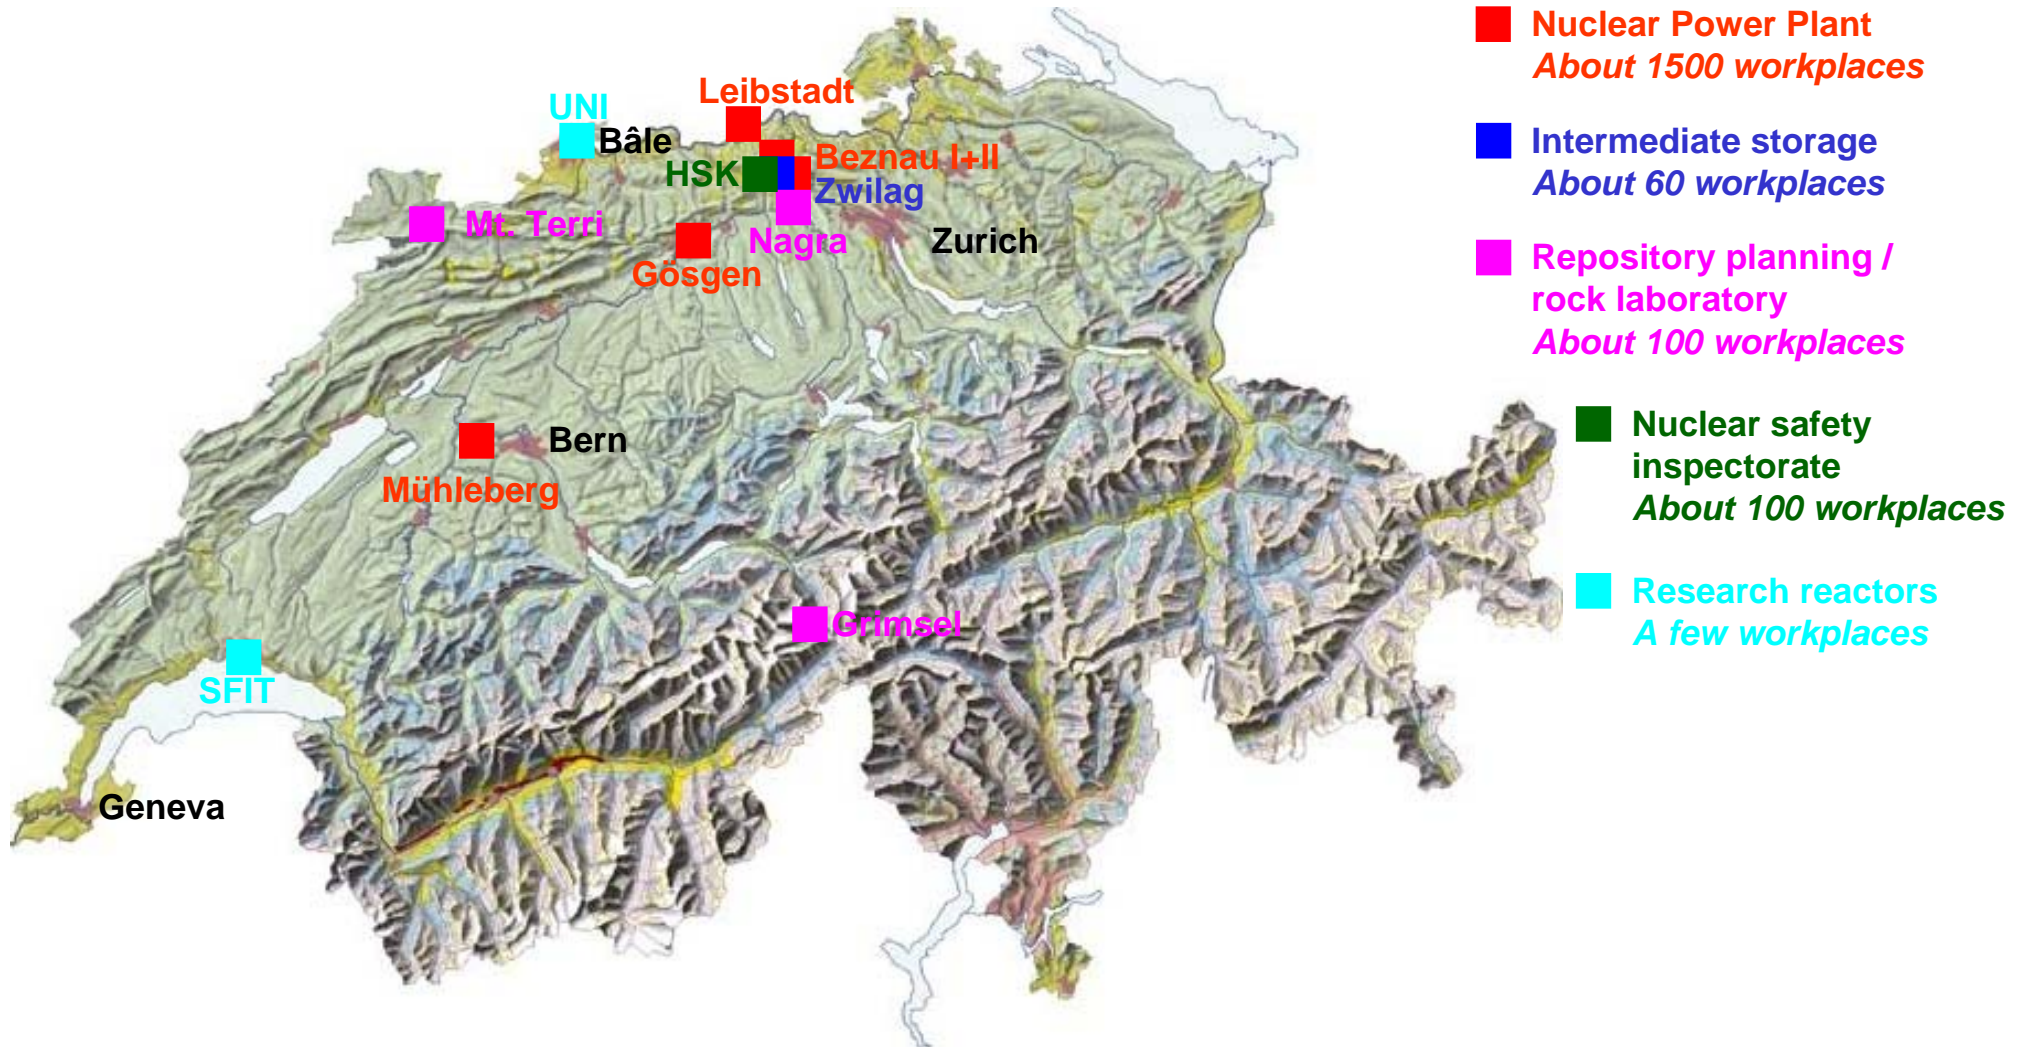 Nuclear Power Plant
About 1500 workplaces
Leibstadt
UNI
Bâle
Intermediate storage
About 60 workplaces
Beznau I+II
HSK
Zwilag
Mt. Terri
Nagra
Zurich
Gösgen
Repository planning /
rock laboratory
About 100 workplaces
Bern
Mühleberg
Nuclear safety
inspectorate
About 100 workplaces
Research reactors
A few workplaces
Grimsel
SFIT
Geneva